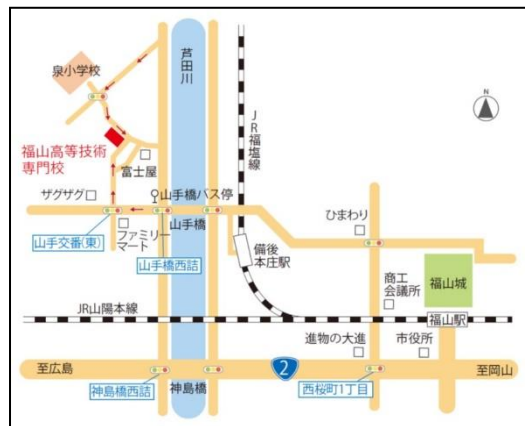 泉小学校
芦田川
JR福塩線
N
福山高等技術
専門校
富士屋
ザグザグ
山手橋バス停
山手交番(東)
ファミリー
マート
山手橋
山手橋西詰
ひまわり
備後
本庄駅
商工
会議所
福山城
JR山陽本線
福山駅
進物の大進
市役所
至広島
神島橋西詰
神島橋
2
西桜町1丁目
至岡山